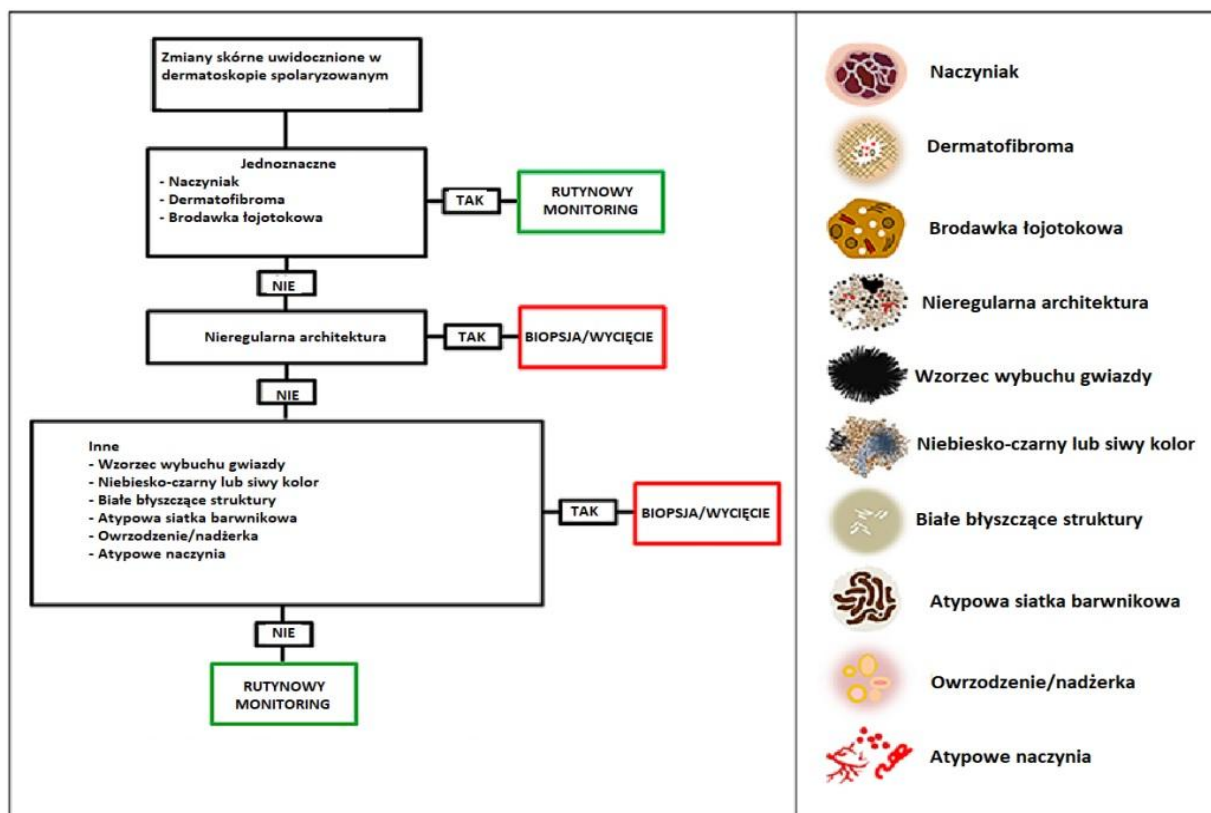 Zmiany skórne uwidocznione w
dermatoskopie spolaryzowanym
Jednoznaczne
- Naczyniak
- Dermatofibroma
- Brodawka łojotokowa
TAK
RUTYNOWY
MONITORING
NIE
Nieregularna architektura
TAK
BIOPSJA/WYCIĘCIE
NIE
Inne
- Wzorzec wybuchu gwiazdy
- Niebiesko-czarny lub siwy kolor
- Białe błyszczące struktury
- Atypowa siatka barwnikowa
- Owrzodzenie/nadżerka
- Atypowe naczynia
TAK
BIOPSJA/WYCIĘCIE
NIE
RUTYNOWY
MONITORING
Naczyniak
Dermatofibroma
Brodawka łojotokowa
Nieregularna architektura
Wzorzec wybuchu gwiazdy
Niebiesko-czarny lub siwy kolor
Białe błyszczące struktury
Atypowa siatka barwnikowa
Owrzodzenie/nadżerka
Atypowe naczynia